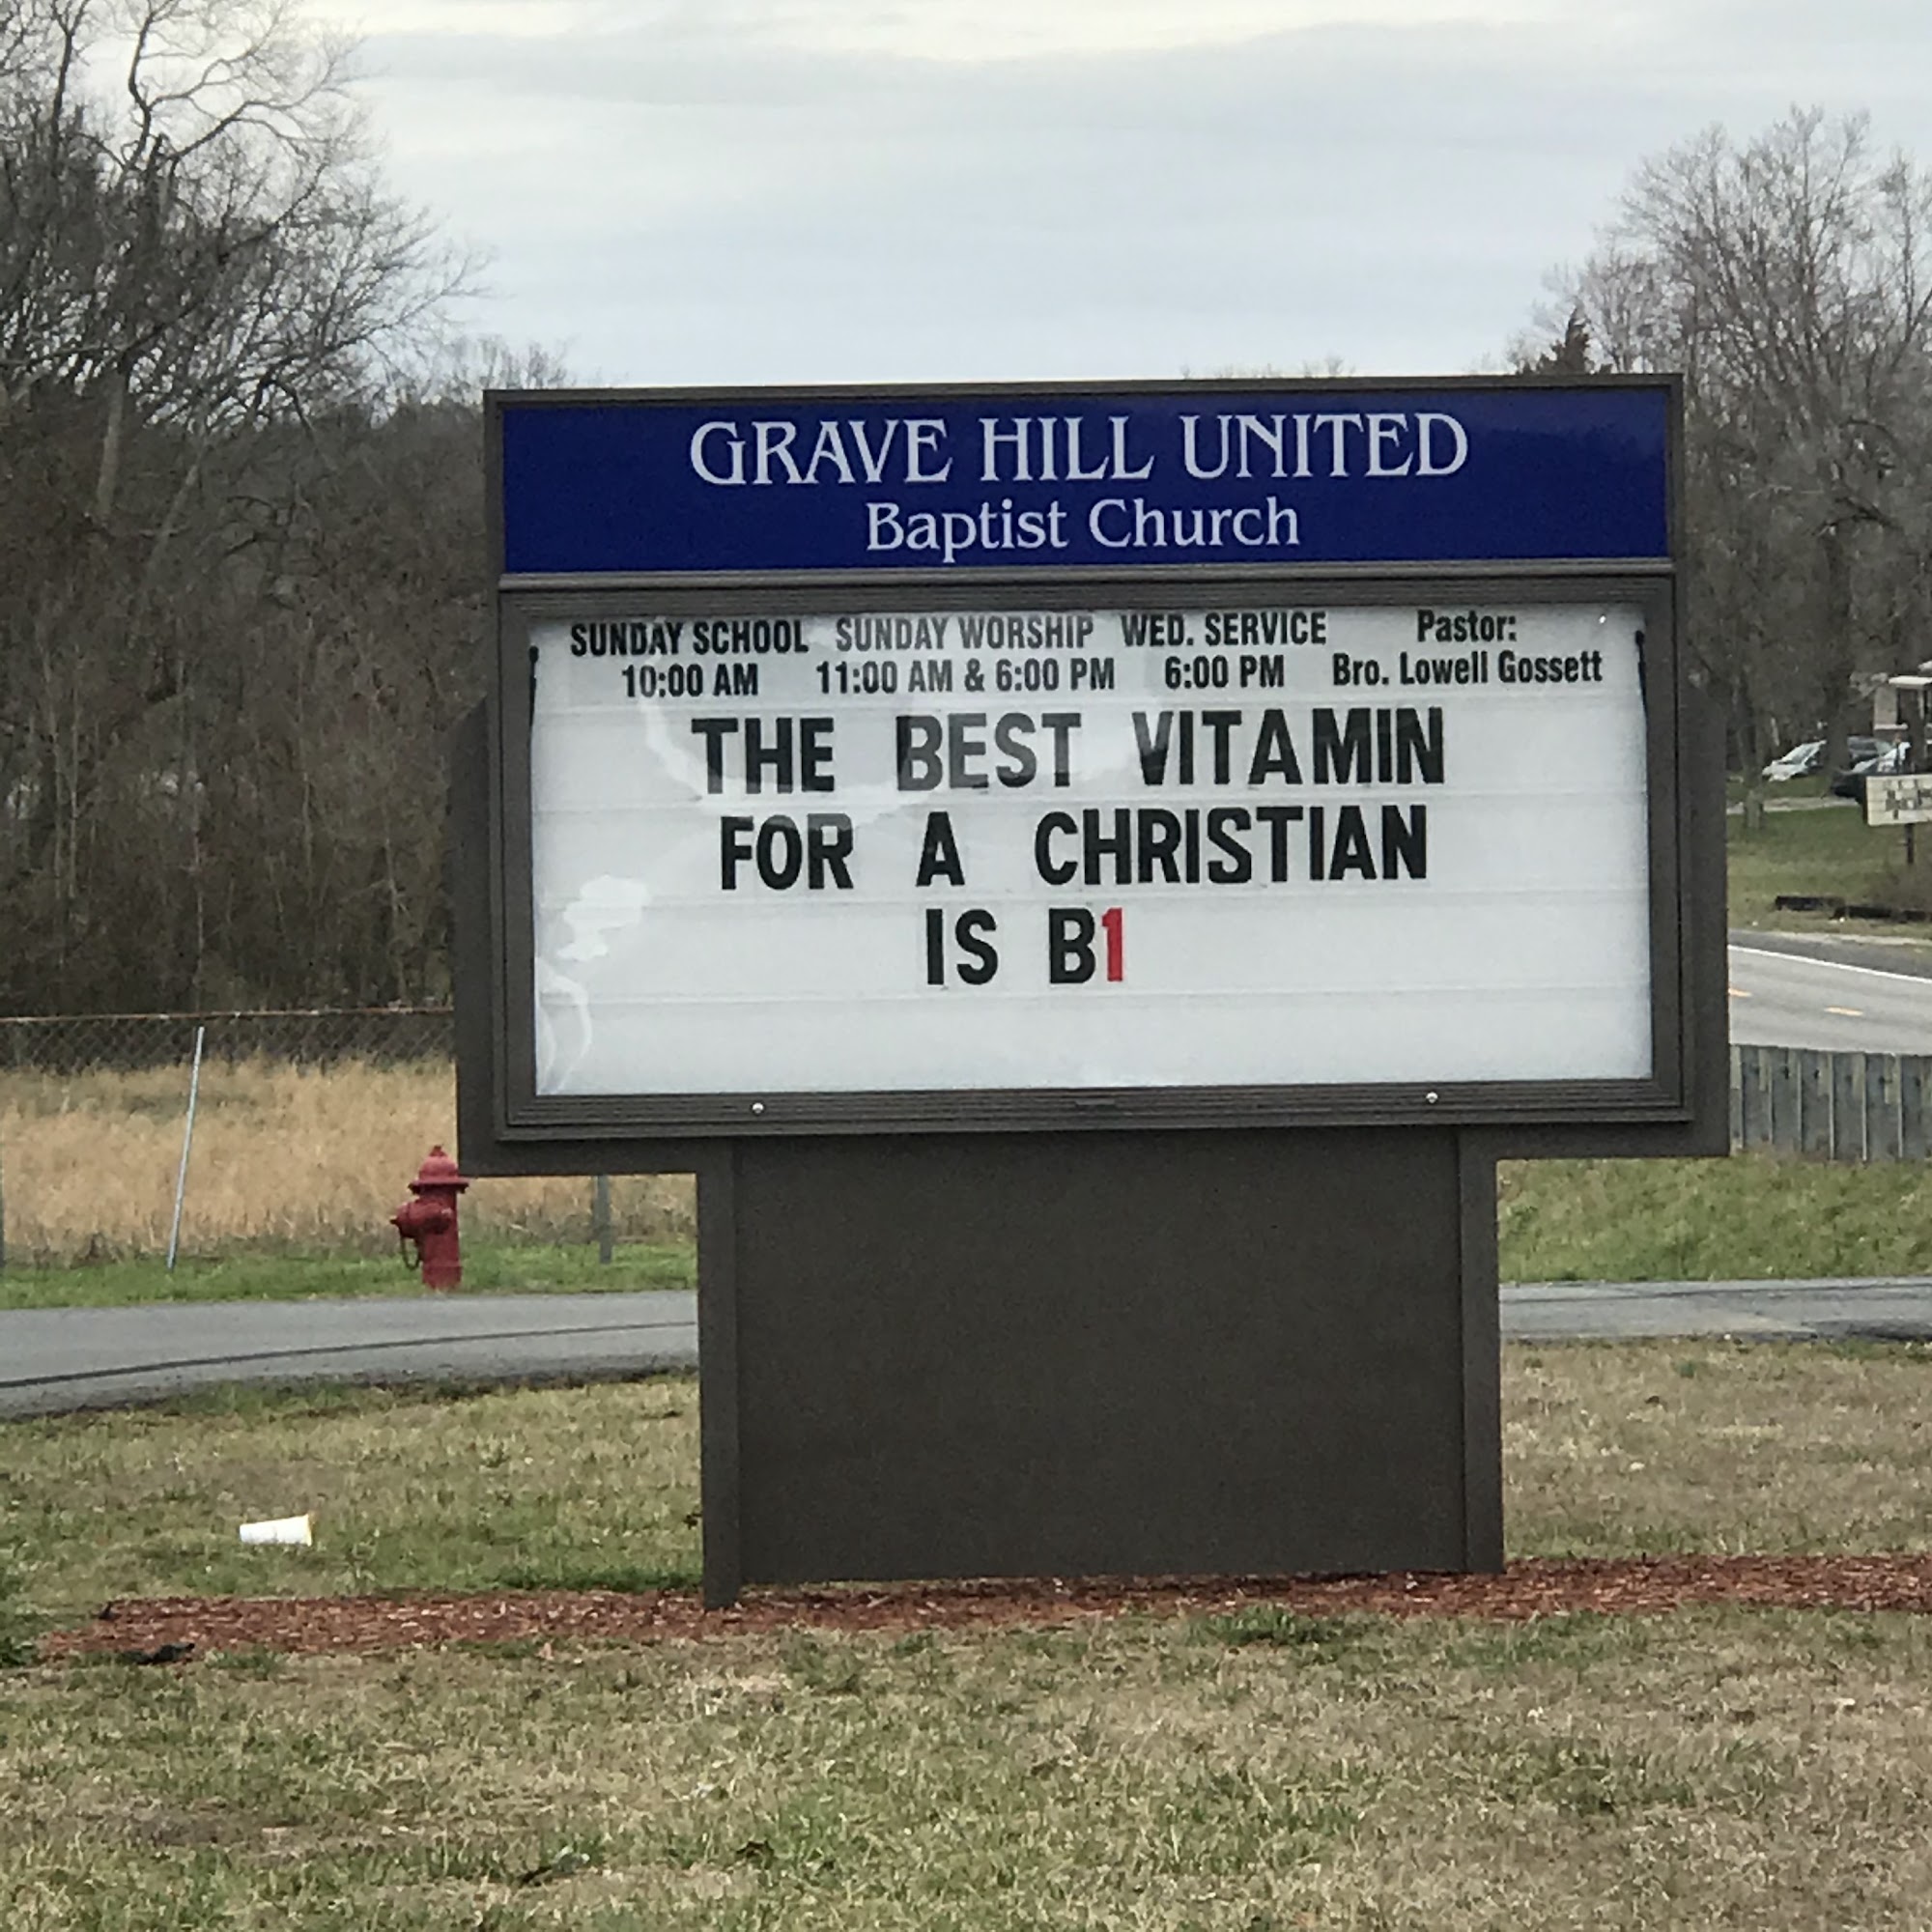 GRAVE HILL UNITED
Baptist Church
SUNDAY SCHOOL SUNDAY WORSHIP WED. SERVICE Pastor:
10:00 AM 11:00 AM & 6:00 PM 6:00 PM Bro. Lowell Gossett
THE BEST VITAMIN
FOR A CHRISTIAN
IS B1